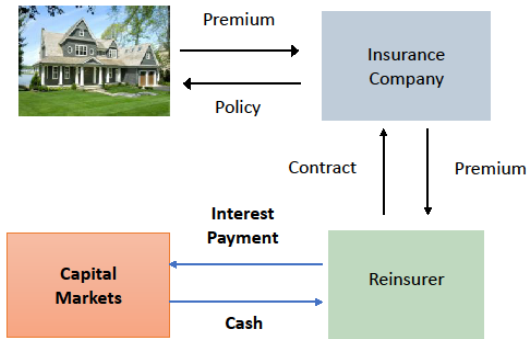 Premium
Insurance
Company
Policy
Contract
Premium
Interest
Payment
Capital
Markets
Reinsurer
Cash